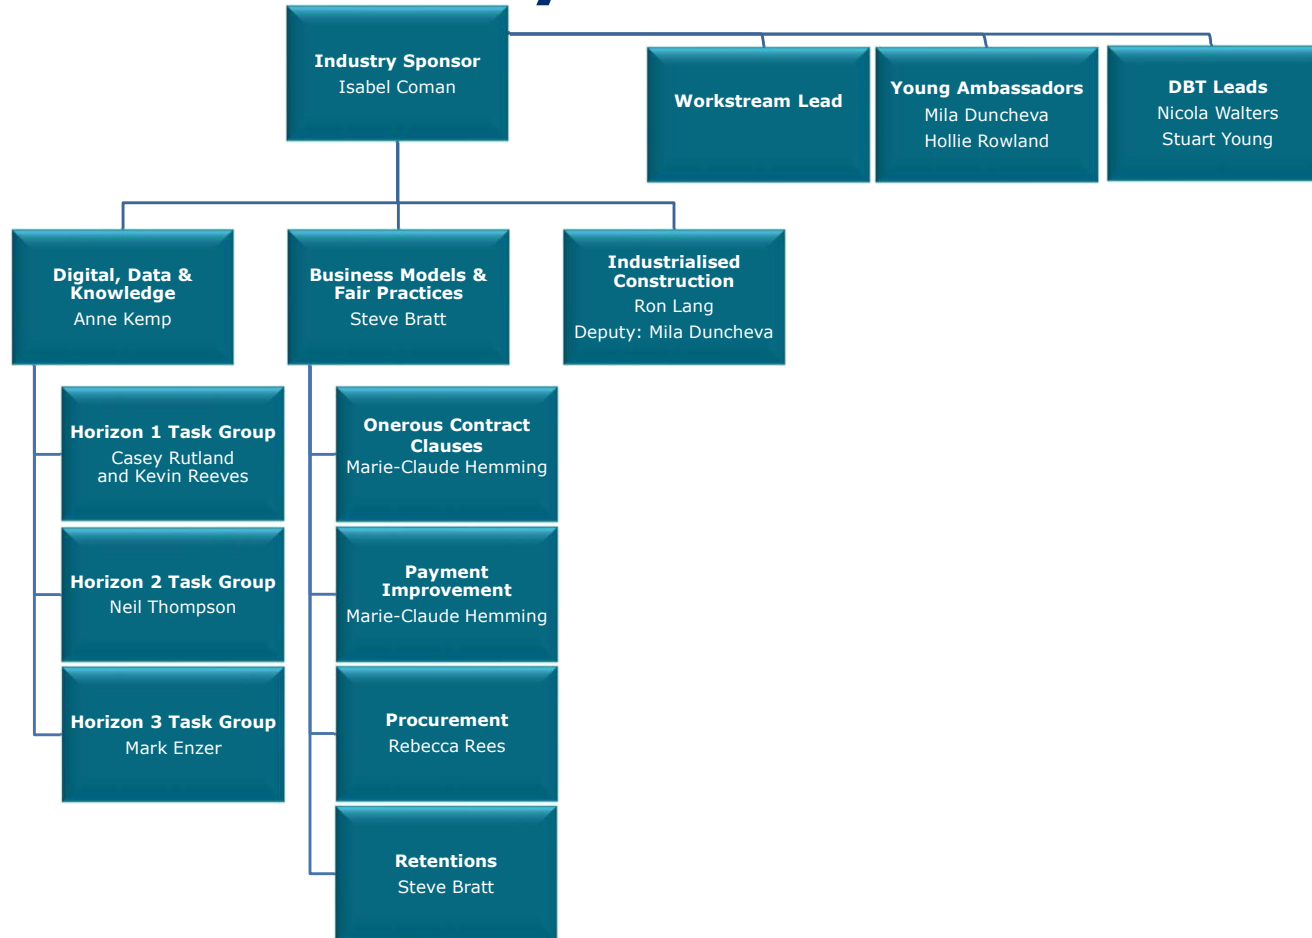 Industry Sponsor
Isabel Coman
Workstream Lead
Young Ambassadors
Mila Duncheva
Hollie Rowland
DBT Leads
Nicola Walters
Stuart Young
Digital, Data &
Knowledge
Anne Kemp
Business Models &
Fair Practices
Steve Bratt
Industrialised
Construction
Ron Lang
Deputy: Mila Duncheva
Horizon 1 Task Group
Casey Rutland
and Kevin Reeves
Horizon 2 Task Group
Neil Thompson
Horizon 3 Task Group
Mark Enzer
Onerous Contract
Clauses
Marie-Claude Hemming
Payment
Improvement
Marie-Claude Hemming
Procurement
Rebecca Rees
Retentions
Steve Bratt